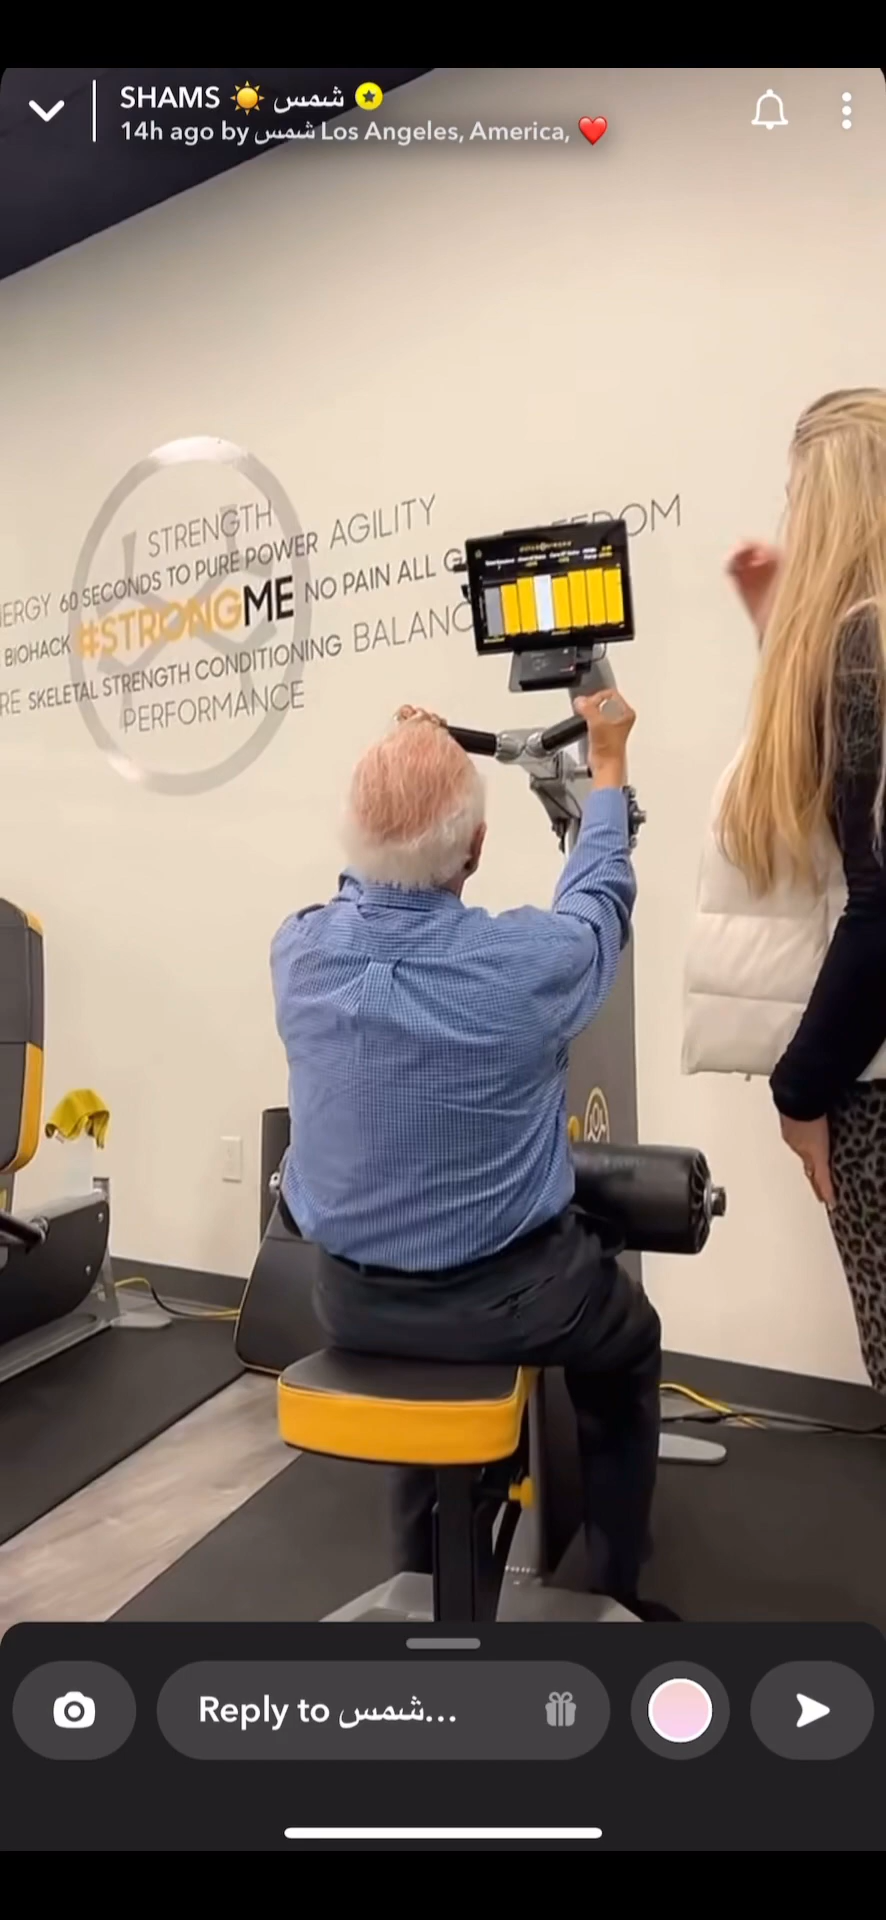 SHAMS ☀️ شمس
14h ago by شمس Los Angeles, America, ❤️
STRENGTH
60 SECONDS TO PURE POWER AGILITY
BIOHACK #STRONGME NO PAIN ALL
SKELETAL STRENGTH CONDITIONING
PERFORMANCE
Reply to شمس...